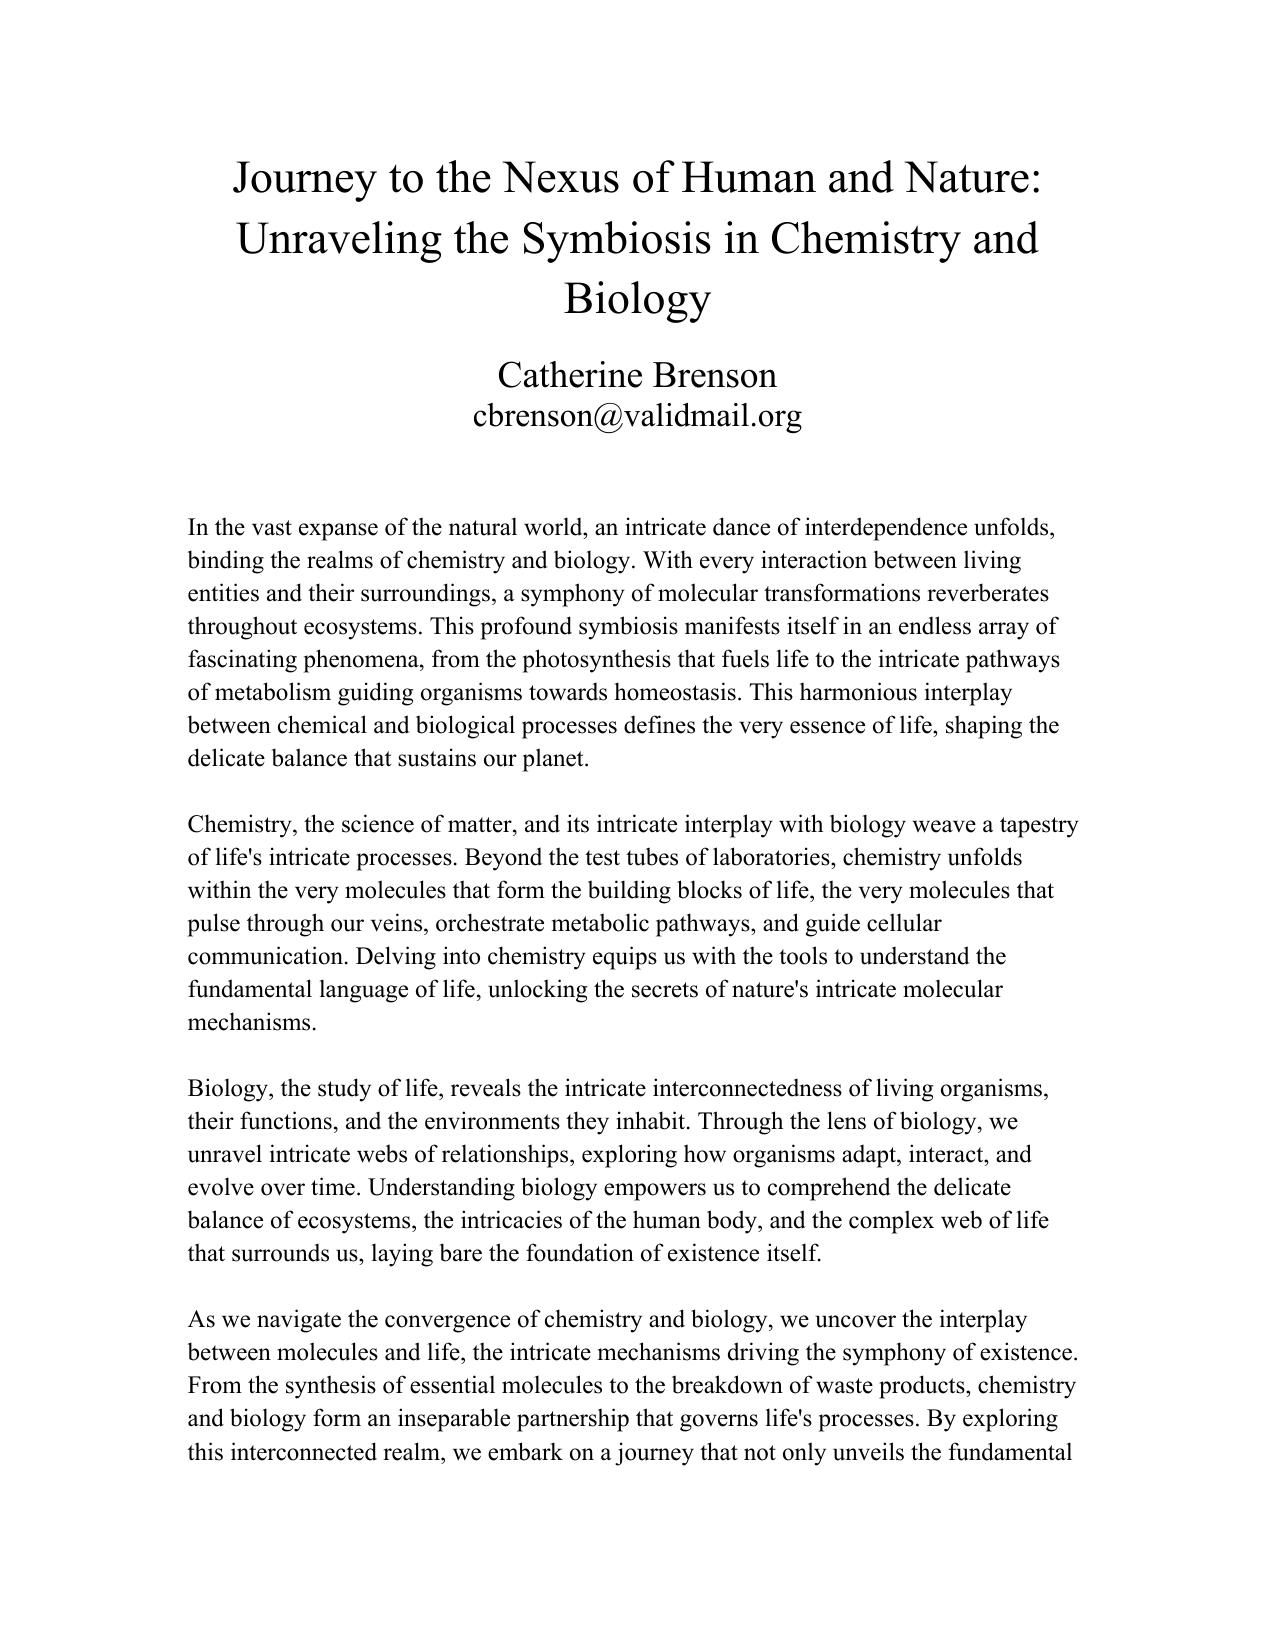 Journey to the Nexus of Human and Nature:
Unraveling the Symbiosis in Chemistry and
Biology
Catherine Brenson
cbrenson@validmail.org
In the vast expanse of the natural world, an intricate dance of interdependence unfolds,
binding the realms of chemistry and biology. With every interaction between living
entities and their surroundings, a symphony of molecular transformations reverberates
throughout ecosystems. This profound symbiosis manifests itself in an endless array of
fascinating phenomena, from the photosynthesis that fuels life to the intricate pathways
of metabolism guiding organisms towards homeostasis. This harmonious interplay
between chemical and biological processes defines the very essence of life, shaping the
delicate balance that sustains our planet.
Chemistry, the science of matter, and its intricate interplay with biology weave a tapestry
of life's intricate processes. Beyond the test tubes of laboratories, chemistry unfolds
within the very molecules that form the building blocks of life, the very molecules that
pulse through our veins, orchestrate metabolic pathways, and guide cellular
communication. Delving into chemistry equips us with the tools to understand the
fundamental language of life, unlocking the secrets of nature's intricate molecular
mechanisms.
Biology, the study of life, reveals the intricate interconnectedness of living organisms,
their functions, and the environments they inhabit. Through the lens of biology, we
unravel intricate webs of relationships, exploring how organisms adapt, interact, and
evolve over time. Understanding biology empowers us to comprehend the delicate
balance of ecosystems, the intricacies of the human body, and the complex web of life
that surrounds us, laying bare the foundation of existence itself.
As we navigate the convergence of chemistry and biology, we uncover the interplay
between molecules and life, the intricate mechanisms driving the symphony of existence.
From the synthesis of essential molecules to the breakdown of waste products, chemistry
and biology form an inseparable partnership that governs life's processes. By exploring
this interconnected realm, we embark on a journey that not only unveils the fundamental